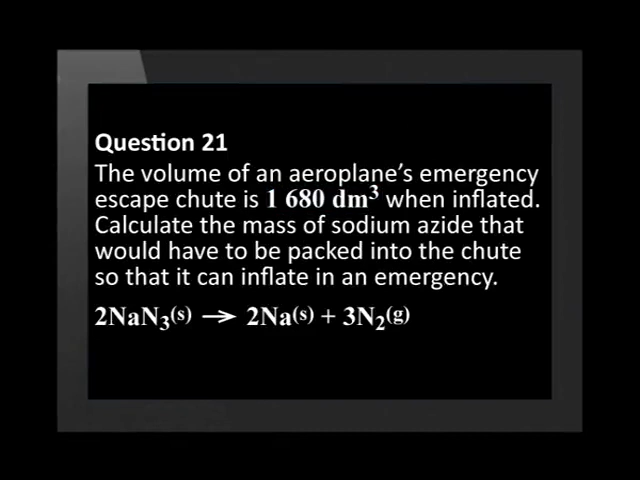 Question 21
The volume of an aeroplane’s emergency
escape chute is 1 680 dm³ when inflated.
Calculate the mass of sodium azide that
would have to be packed into the chute
so that it can inflate in an emergency.
2NaN₃(s) → 2Na(s) + 3N₂(g)